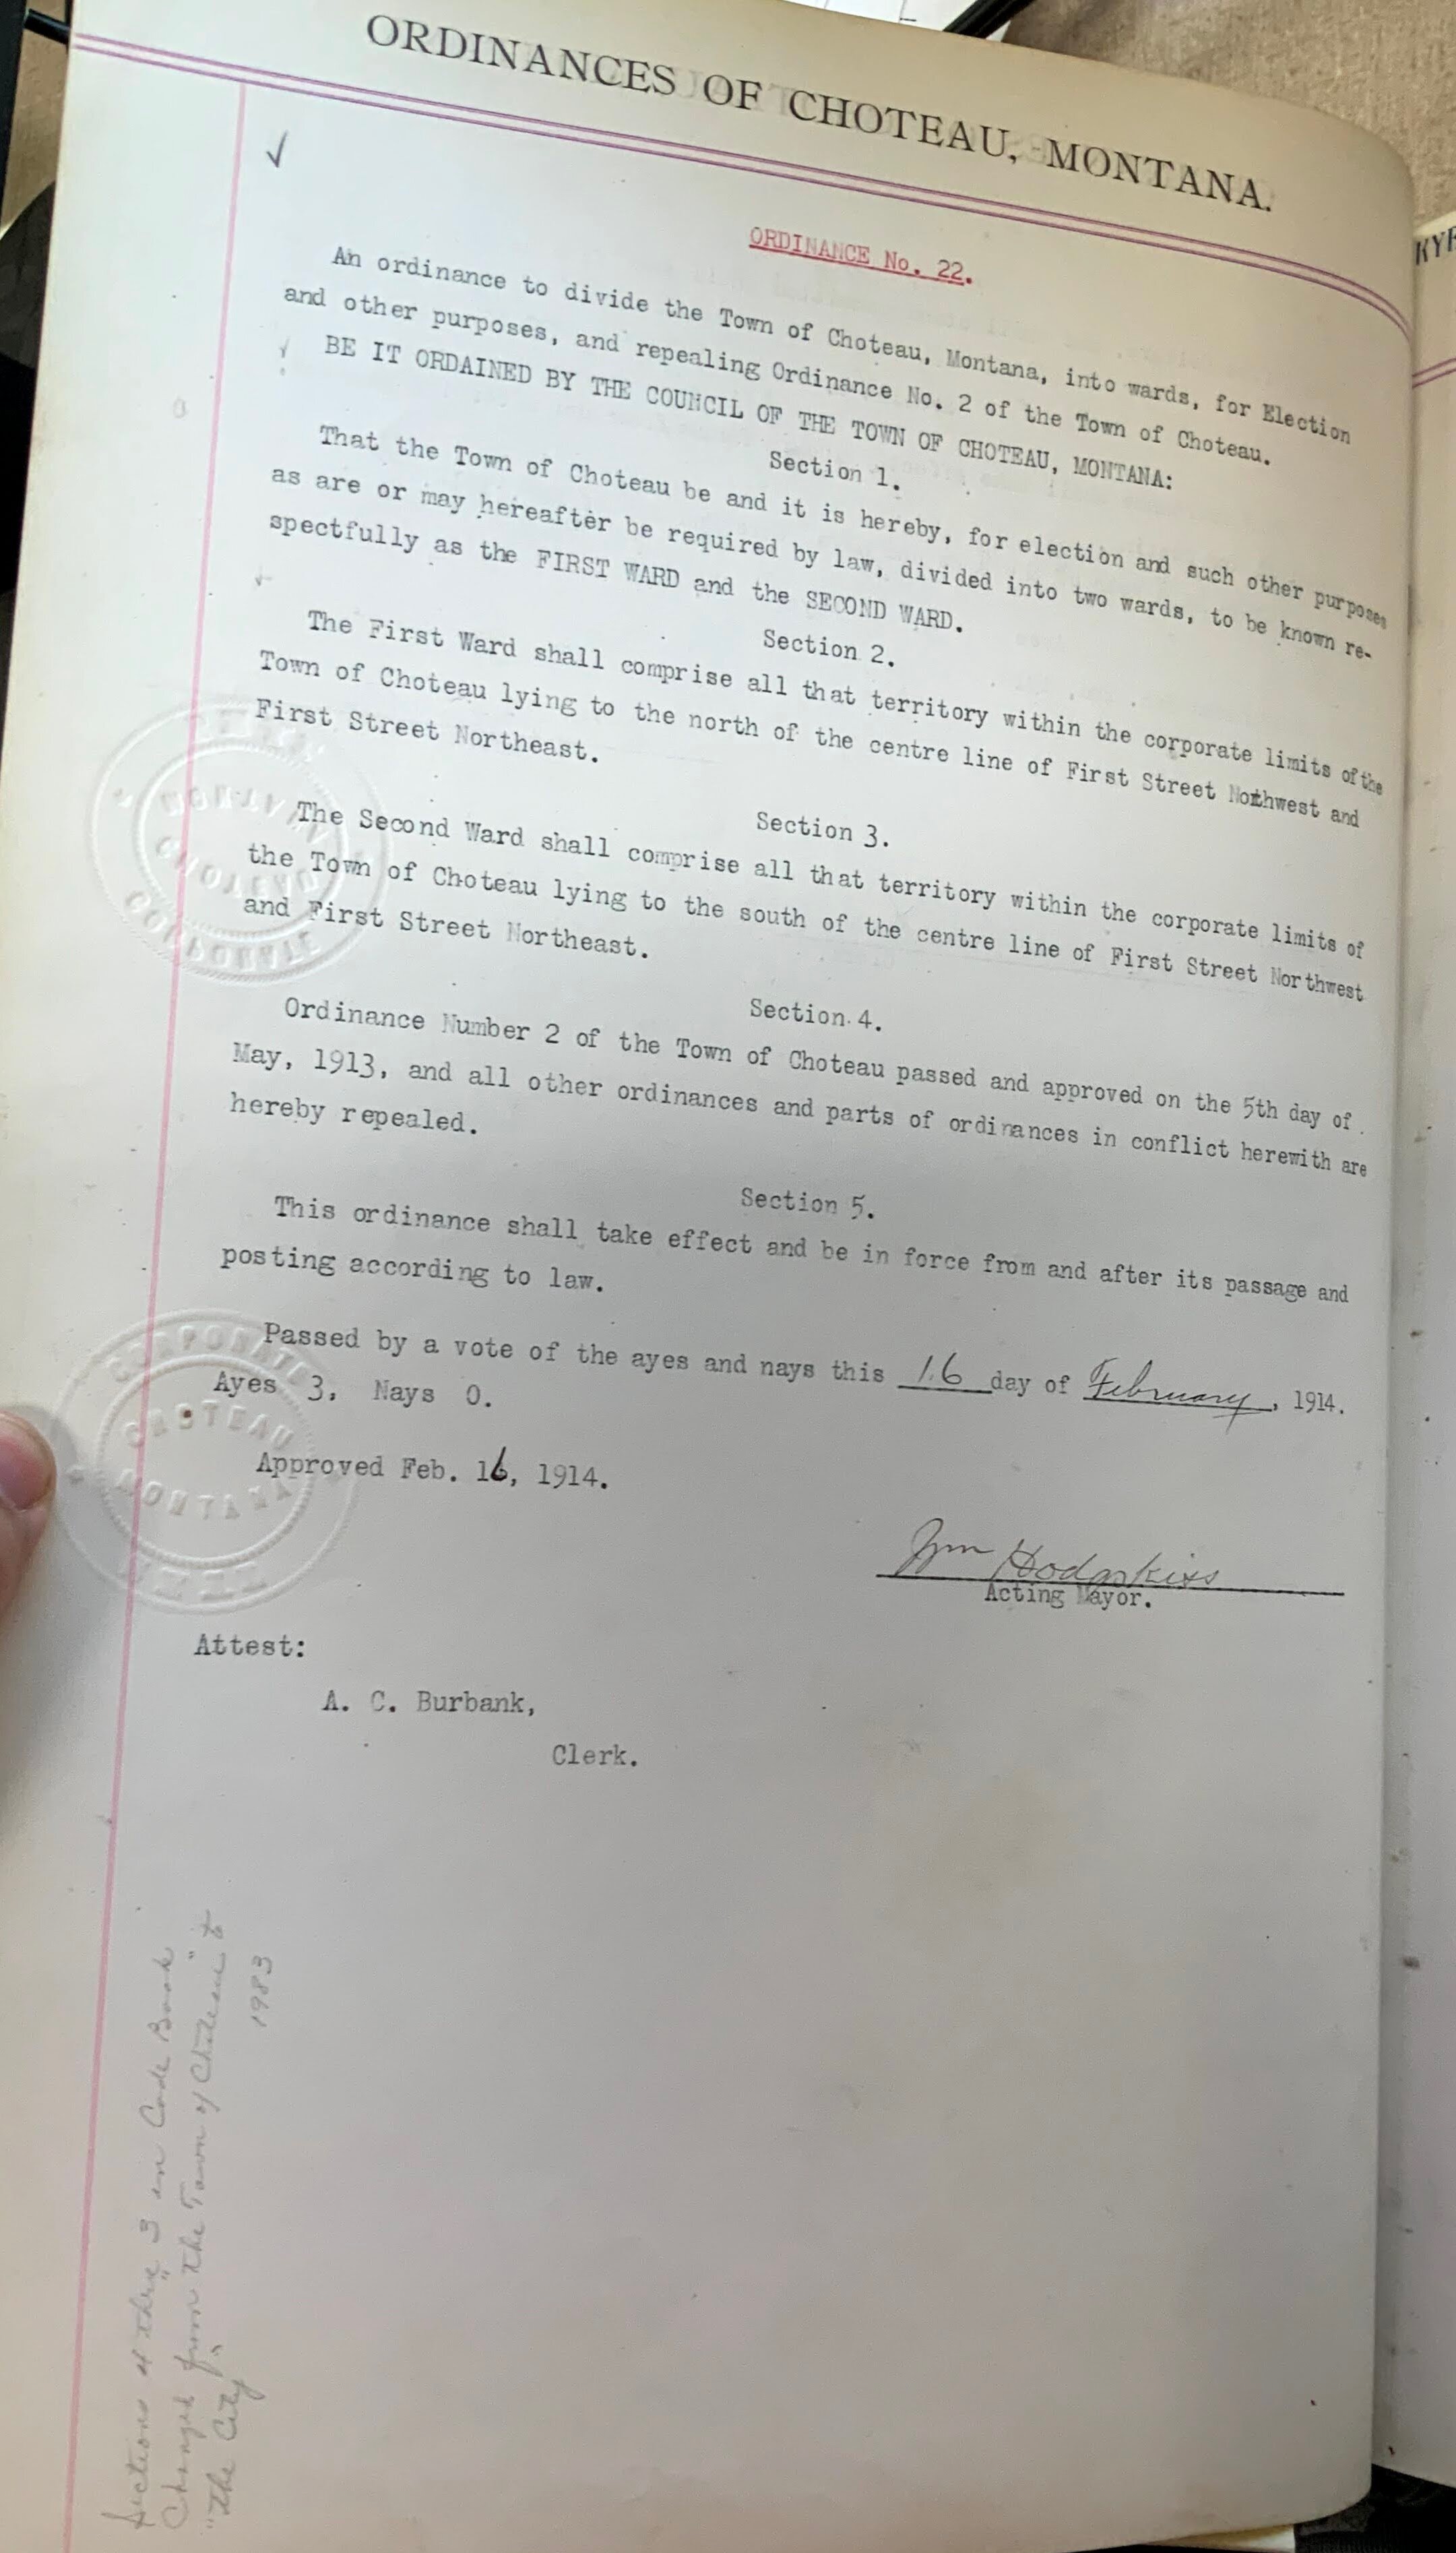 ORDINANCES OF CHOTEAU, MONTANA.
ORDINANCE No. 22.
An ordinance to divide the Town of Choteau, Montana, into wards, for Election
and other purposes, and repealing Ordinance No. 2 of the Town of Choteau.
BE IT ORDAINED BY THE COUNCIL OF THE TOWN OF CHOTEAU, MONTANA:
Section 1.
That the Town of Choteau be and it is hereby, for election and such other purposes
as are or may hereafter be required by law, divided into two wards, to be known re-
spectfully as the FIRST WARD and the SECOND WARD.
Section 2.
The First Ward shall comprise all that territory within the corporate limits of the
Town of Choteau lying to the north of the centre line of First Street Northwest and
First Street Northeast.
Section 3.
The Second Ward shall comprise all that territory within the corporate limits of
the Town of Choteau lying to the south of the centre line of First Street Northwest
and First Street Northeast.
Section 4.
Ordinance Number 2 of the Town of Choteau passed and approved on the 5th day of
May, 1913, and all other ordinances and parts of ordinances in conflict herewith are
hereby repealed.
Section 5.
This ordinance shall take effect and be in force from and after its passage and
posting according to law.
Passed by a vote of the ayes and nays this 16 day of February, 1914.
Ayes 3, Nays 0.
Approved Feb. 16, 1914.
Wm Hodgskiss
Acting Mayor.
Attest:
A. C. Burbank,
Clerk.
CORPORATE
CHOTEAU
MONTANA
SEAL
Sections 3 in Code Book
Changed from "the Town of Choteau" to
"the City" 1983
KYF